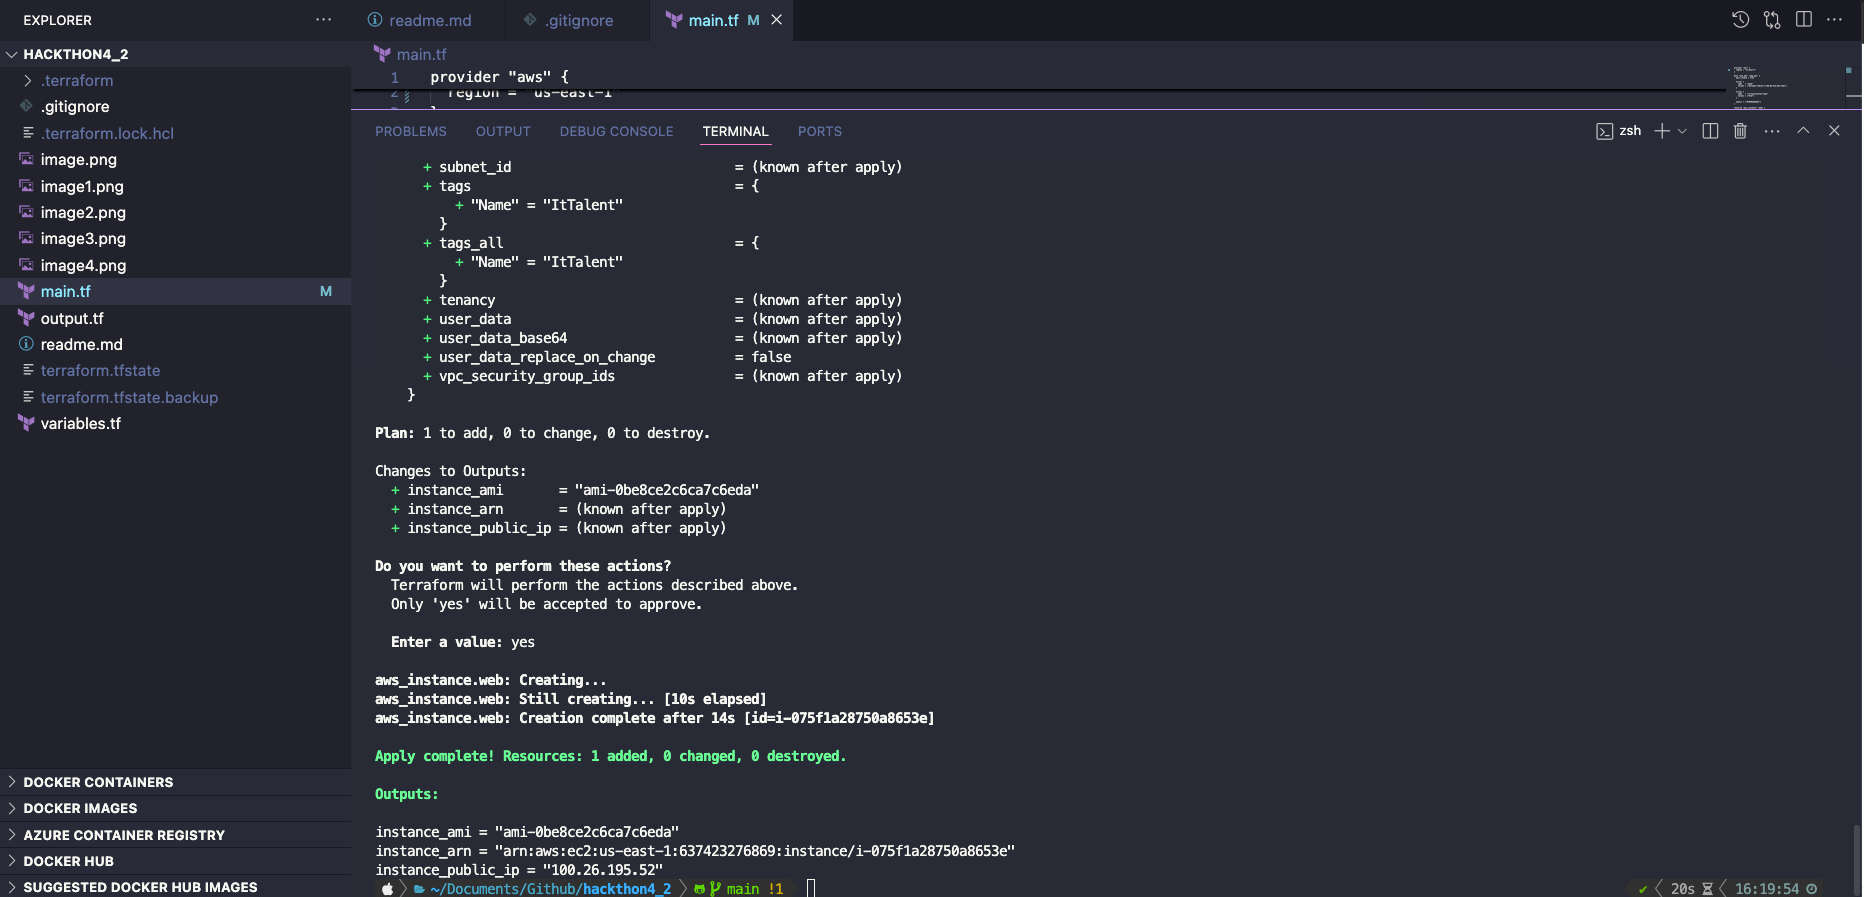 EXPLORER
readme.md
.gitignore
main.tf M
HACKTHON4_2
.terraform
.gitignore
.terraform.lock.hcl
image.png
image1.png
image2.png
image3.png
image4.png
main.tf M
output.tf
readme.md
terraform.tfstate
terraform.tfstate.backup
variables.tf
DOCKER CONTAINERS
DOCKER IMAGES
AZURE CONTAINER REGISTRY
DOCKER HUB
SUGGESTED DOCKER HUB IMAGES
main.tf
1 provider "aws" {
2 region = "us-east-1"
PROBLEMS OUTPUT DEBUG CONSOLE TERMINAL PORTS
zsh
+ subnet_id = (known after apply)
+ tags = {
+ "Name" = "ItTalent"
}
+ tags_all = {
+ "Name" = "ItTalent"
}
+ tenancy = (known after apply)
+ user_data = (known after apply)
+ user_data_base64 = (known after apply)
+ user_data_replace_on_change = false
+ vpc_security_group_ids = (known after apply)
}
Plan: 1 to add, 0 to change, 0 to destroy.
Changes to Outputs:
+ instance_ami = "ami-0be8ce2c6ca7c6eda"
+ instance_arn = (known after apply)
+ instance_public_ip = (known after apply)
Do you want to perform these actions?
Terraform will perform the actions described above.
Only 'yes' will be accepted to approve.
Enter a value: yes
aws_instance.web: Creating...
aws_instance.web: Still creating... [10s elapsed]
aws_instance.web: Creation complete after 14s [id=i-075f1a28750a8653e]
Apply complete! Resources: 1 added, 0 changed, 0 destroyed.
Outputs:
instance_ami = "ami-0be8ce2c6ca7c6eda"
instance_arn = "arn:aws:ec2:us-east-1:637423276869:instance/i-075f1a28750a8653e"
instance_public_ip = "100.26.195.52"
~/Documents/Github/hackthon4_2 main !1 20s 16:19:54